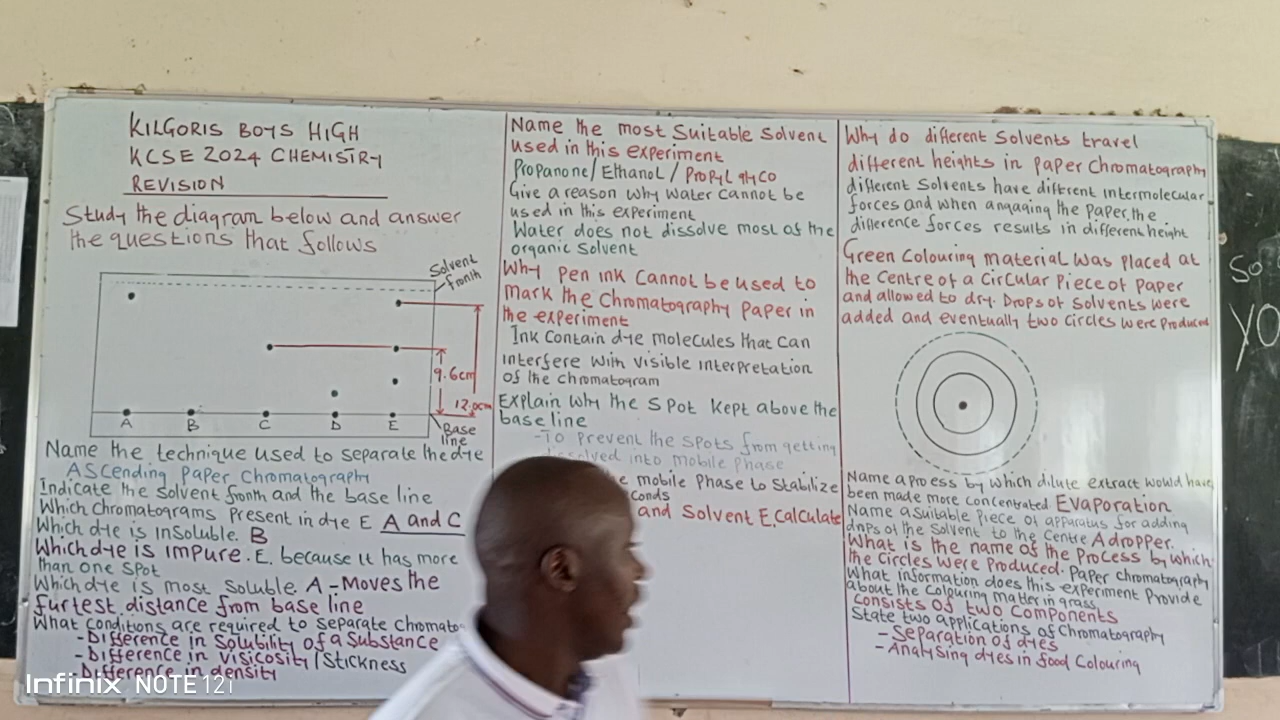 KILGORIS BOYS HIGH
KCSE 2024 CHEMISTRY
REVISION
Study the diagram below and answer
the questions that follows
Solvent
fronth
9.6cm
12.0cm
A B C D E
Base
line
Name the technique used to separate the dye
Ascending Paper Chromatography
Indicate the solvent fronth and the base line
Which chromatograms present in dye E A and C
Which dye is insoluble. B
Which dye is impure. E. because it has more
than one spot
Which dye is most soluble. A - Moves the
furtest distance from base line
What conditions are required to separate Chromato
- Difference in Solubility of a Substance
- Difference in Visicosity/Stickness
- Difference in density
Name the most Suitable Solvent
used in this experiment
Propanone/Ethanol/
Give a reason why water cannot be
used in this experiment
Water does not dissolve most of the
organic solvent
Why pen ink cannot be used to
mark the chromatography paper in
the experiment
Ink contain dye molecules that can
interfere with visible interpretation
of the chromatogram
Explain why the spot kept above the
base line
- To prevent the spots from getting
into mobile phase
mobile phase to stabilize
conds
and Solvent E, Calculate
Why do different solvents travel
different heights in paper chromatography
different solvents have diffrent intermolecular
forces and when angaging the paper, the
difference forces results in different height
Green colouring material was placed at
the centre of a circular piece of paper
and allowed to dry. Drops of solvents were
added and eventually two circles were produced
Name a process by which dilute extract would have
been made more concentrated Evaporation
Name a suitable piece of apparatus for adding
drops of the solvent to the centre A dropper.
What is the name of the process by which
the circles were produced. Paper chromatography
What information does this experiment provide
about the colouring matter in grass
consists of two components
State two applications of chromatography
- Separation of dyes
- Analysing dyes in food colouring
So
YO
Infinix NOTE 12i